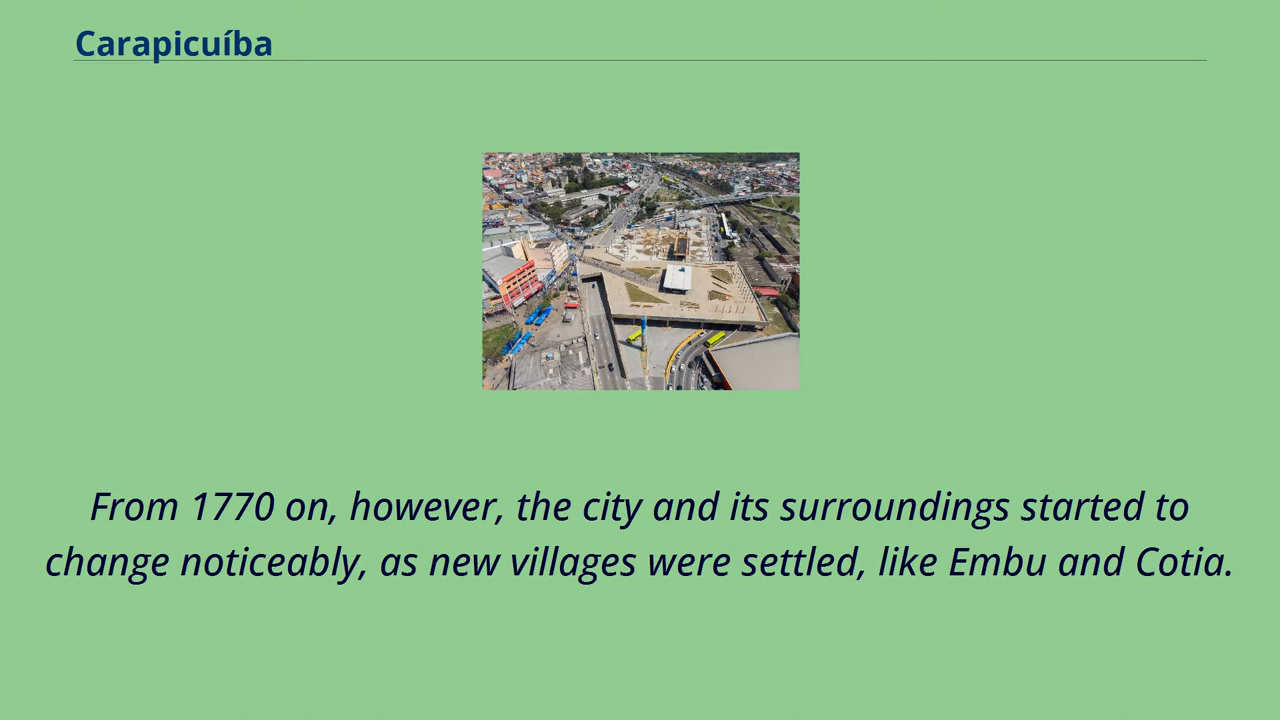 Carapicuíba
From 1770 on, however, the city and its surroundings started to
change noticeably, as new villages were settled, like Embu and Cotia.